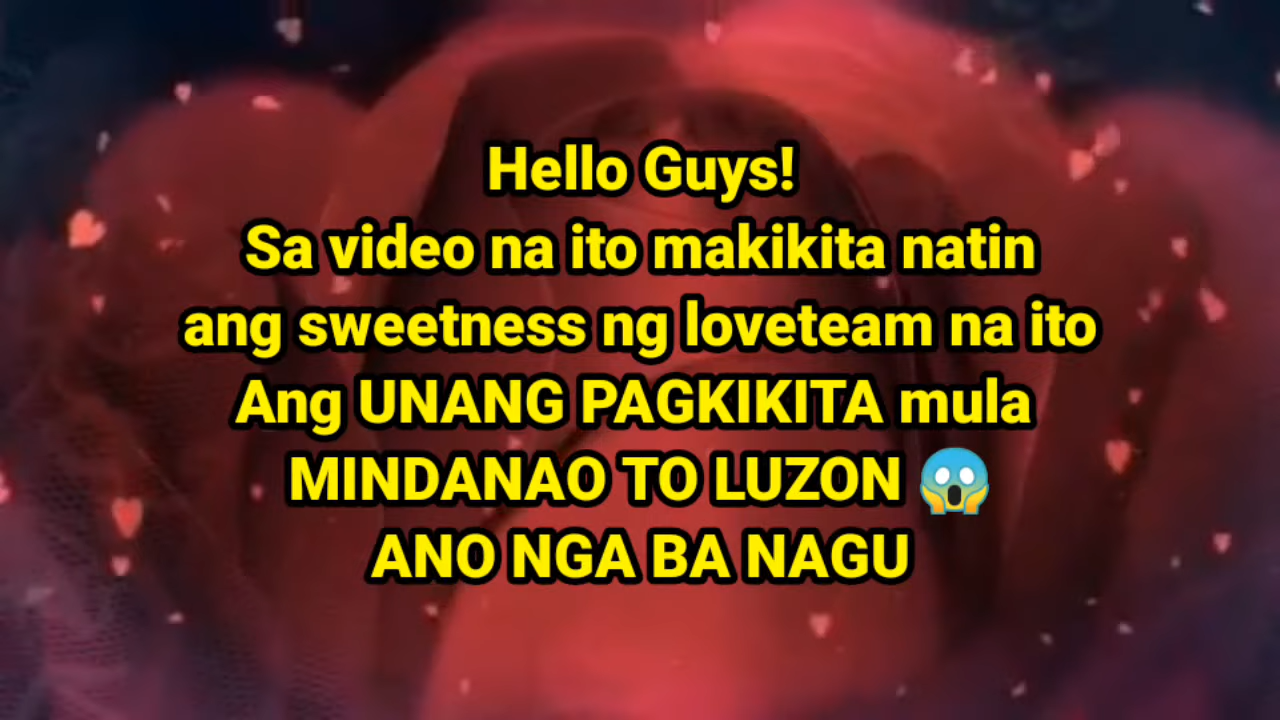 Hello Guys!
Sa video na ito makikita natin
ang sweetness ng loveteam na ito
Ang UNANG PAGKIKITA mula
MINDANAO TO LUZON 😱
ANO NGA BA NAGU